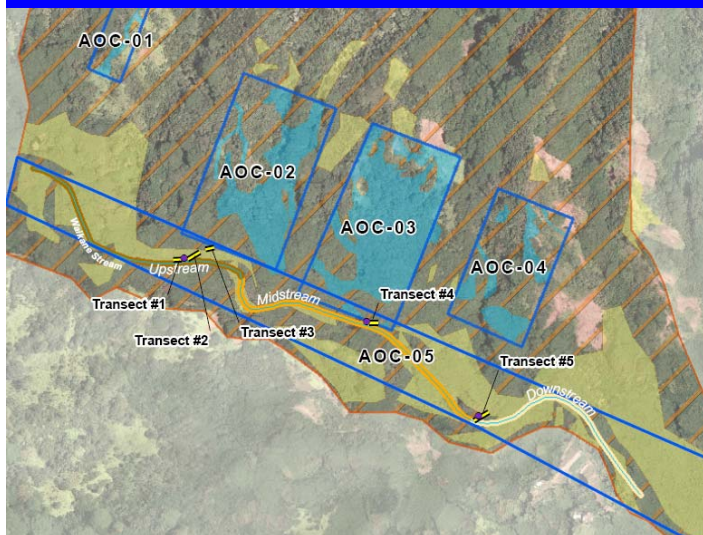 AOC-01
AOC-02
AOC-03
AOC-04
Waikane Stream
Upstream
Midstream
Transect #1
Transect #2
Transect #3
Transect #4
AOC-05
Transect #5
Downstream